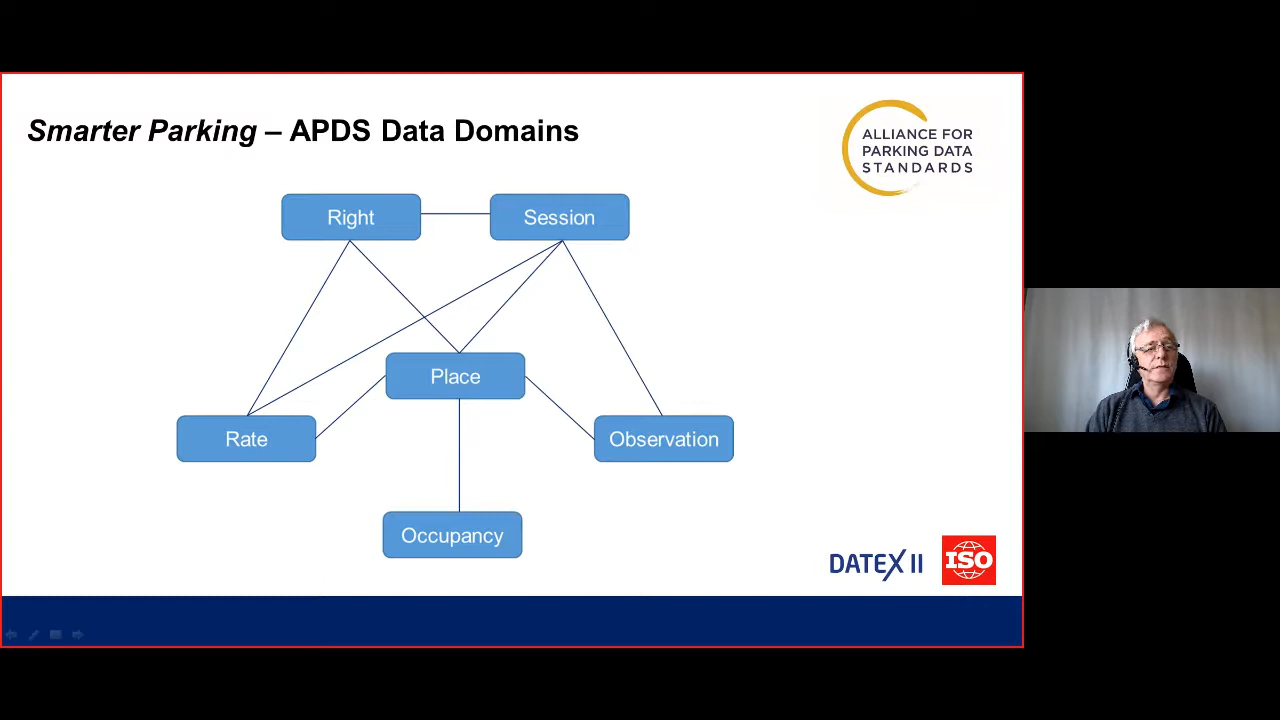 Smarter Parking – APDS Data Domains
ALLIANCE FOR
PARKING DATA
STANDARDS
Right
Session
Place
Rate
Observation
Occupancy
DATEX II
ISO